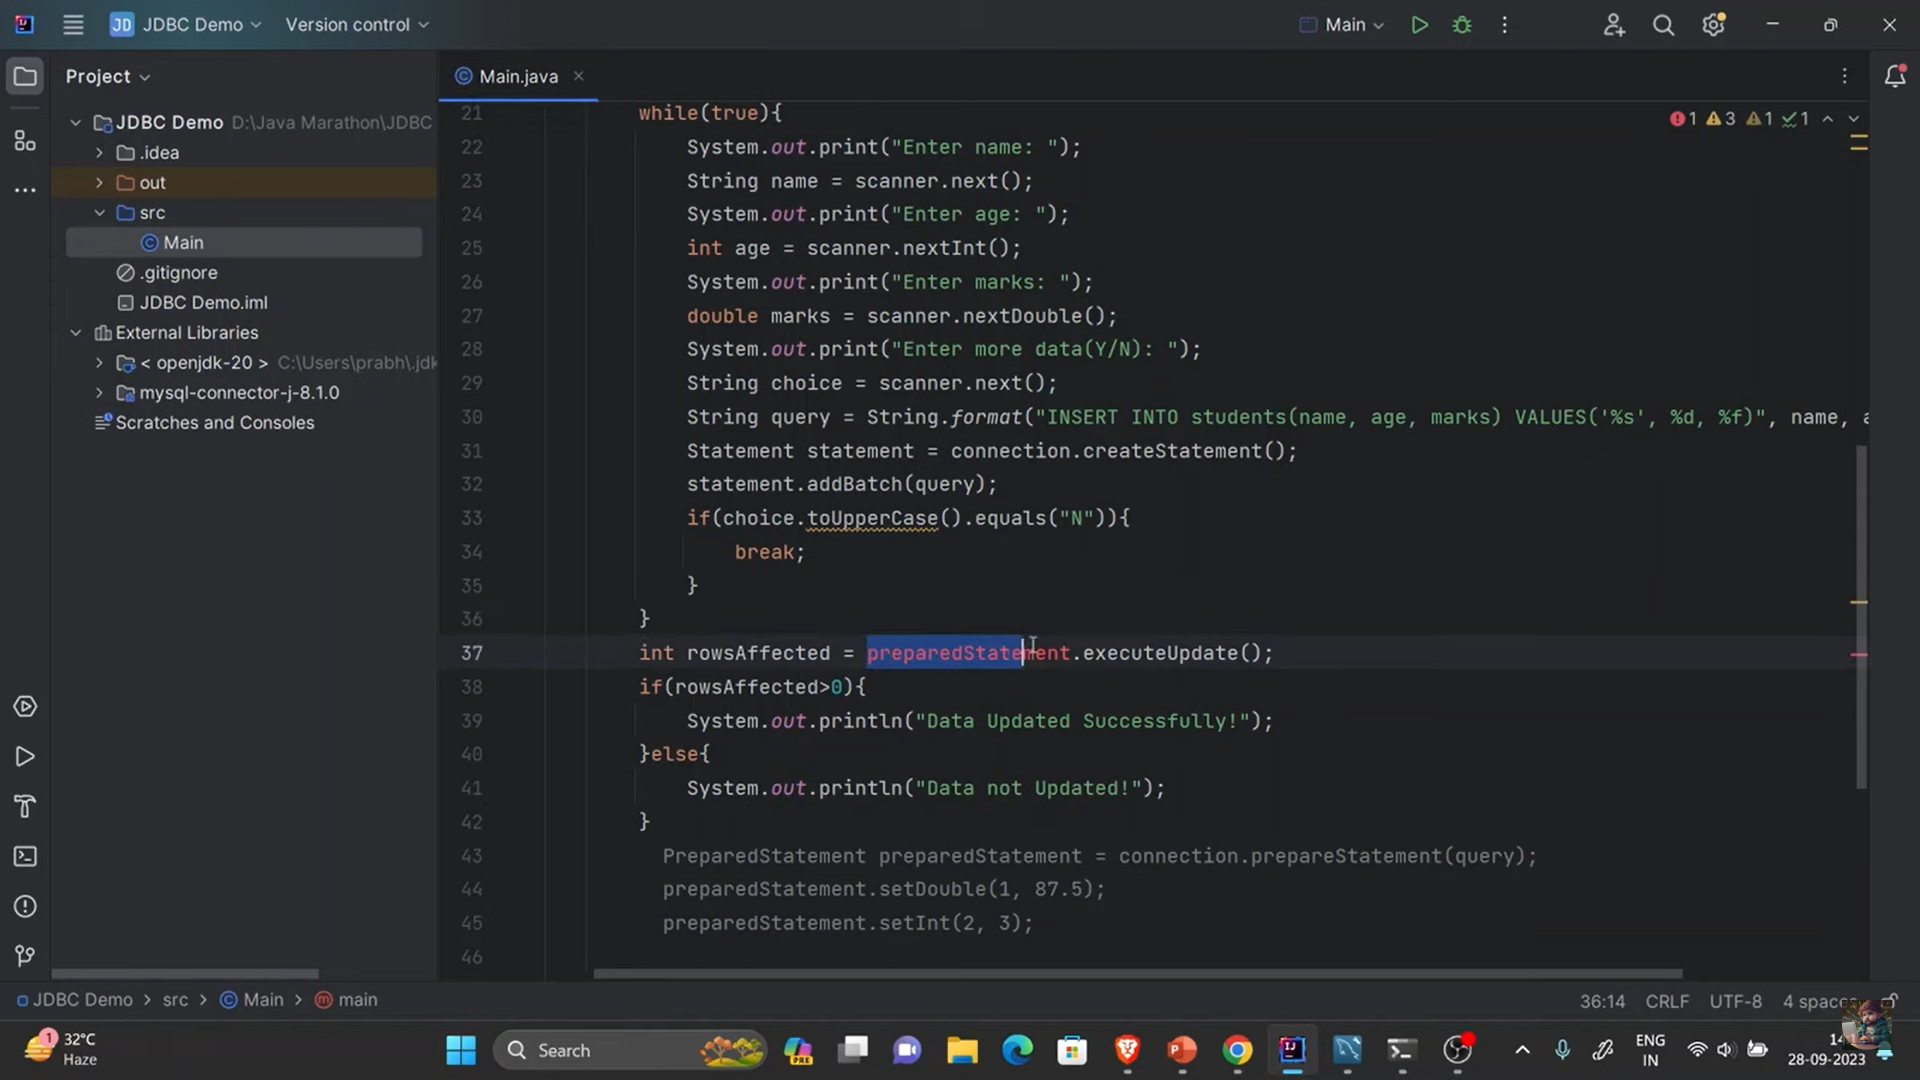 JD JDBC Demo Version control Main
Project
Main.java
JDBC Demo D:\Java Marathon\JDBC
.idea
out
src
Main
.gitignore
JDBC Demo.iml
External Libraries
< openjdk-20 > C:\Users\prabh\.jdk
mysql-connector-j-8.1.0
Scratches and Consoles
1 3 1 1
21 while(true){
22 System.out.print("Enter name: ");
23 String name = scanner.next();
24 System.out.print("Enter age: ");
25 int age = scanner.nextInt();
26 System.out.print("Enter marks: ");
27 double marks = scanner.nextDouble();
28 System.out.print("Enter more data(Y/N): ");
29 String choice = scanner.next();
30 String query = String.format("INSERT INTO students(name, age, marks) VALUES('%s', %d, %f)", name, a
31 Statement statement = connection.createStatement();
32 statement.addBatch(query);
33 if(choice.toUpperCase().equals("N")){
34 break;
35 }
36 }
37 int rowsAffected = preparedStatement.executeUpdate();
38 if(rowsAffected>0){
39 System.out.println("Data Updated Successfully!");
40 }else{
41 System.out.println("Data not Updated!");
42 }
43 PreparedStatement preparedStatement = connection.prepareStatement(query);
44 preparedStatement.setDouble(1, 87.5);
45 preparedStatement.setInt(2, 3);
46
JDBC Demo > src > Main > main 36:14 CRLF UTF-8 4 spaces
1 32°C
Haze
Search
PRE
ENG
IN
28-09-2023